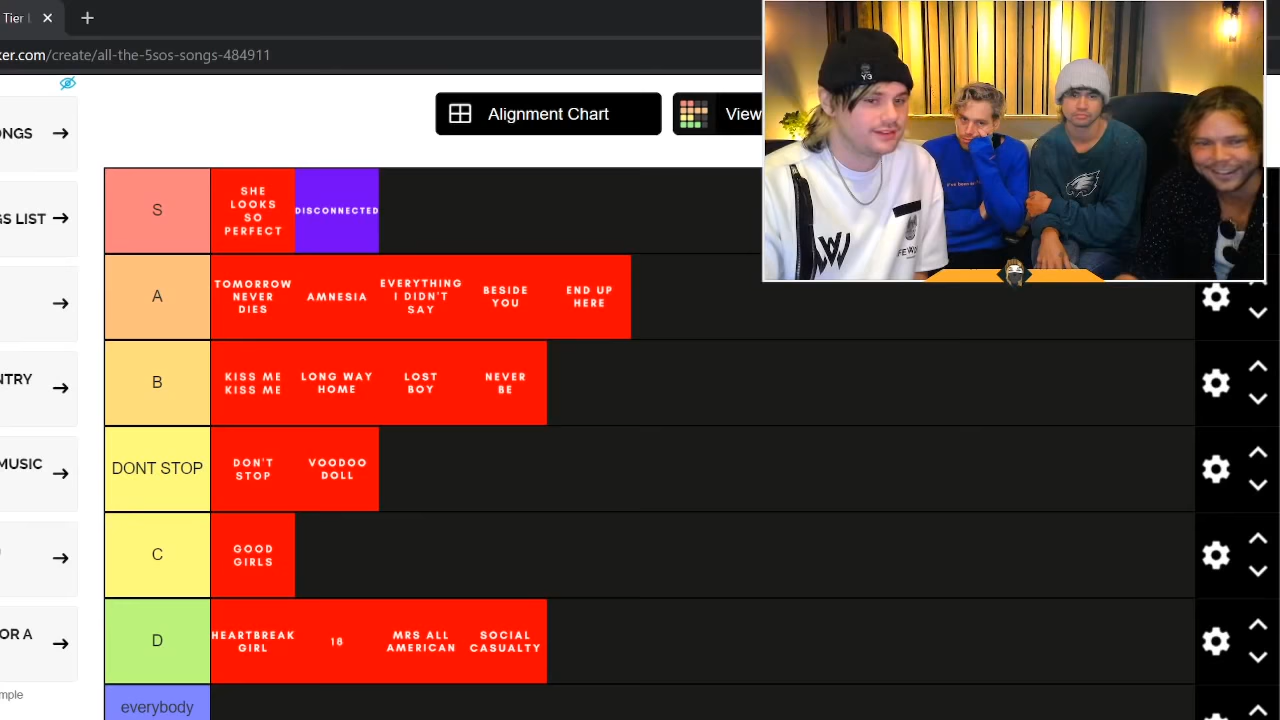 Tier l
ker.com/create/all-the-5sos-songs-484911
ONGS
GS LIST
NTRY
MUSIC
OR A
mple
Alignment Chart
View
S
SHE
LOOKS
SO
PERFECT
DISCONNECTED
A
TOMORROW
NEVER
DIES
AMNESIA
EVERYTHING
I DIDN'T
SAY
BESIDE
YOU
END UP
HERE
B
KISS ME
KISS ME
LONG WAY
HOME
LOST
BOY
NEVER
BE
DONT STOP
DON'T
STOP
VOODOO
DOLL
C
GOOD
GIRLS
D
HEARTBREAK
GIRL
18
MRS ALL
AMERICAN
SOCIAL
CASUALTY
everybody